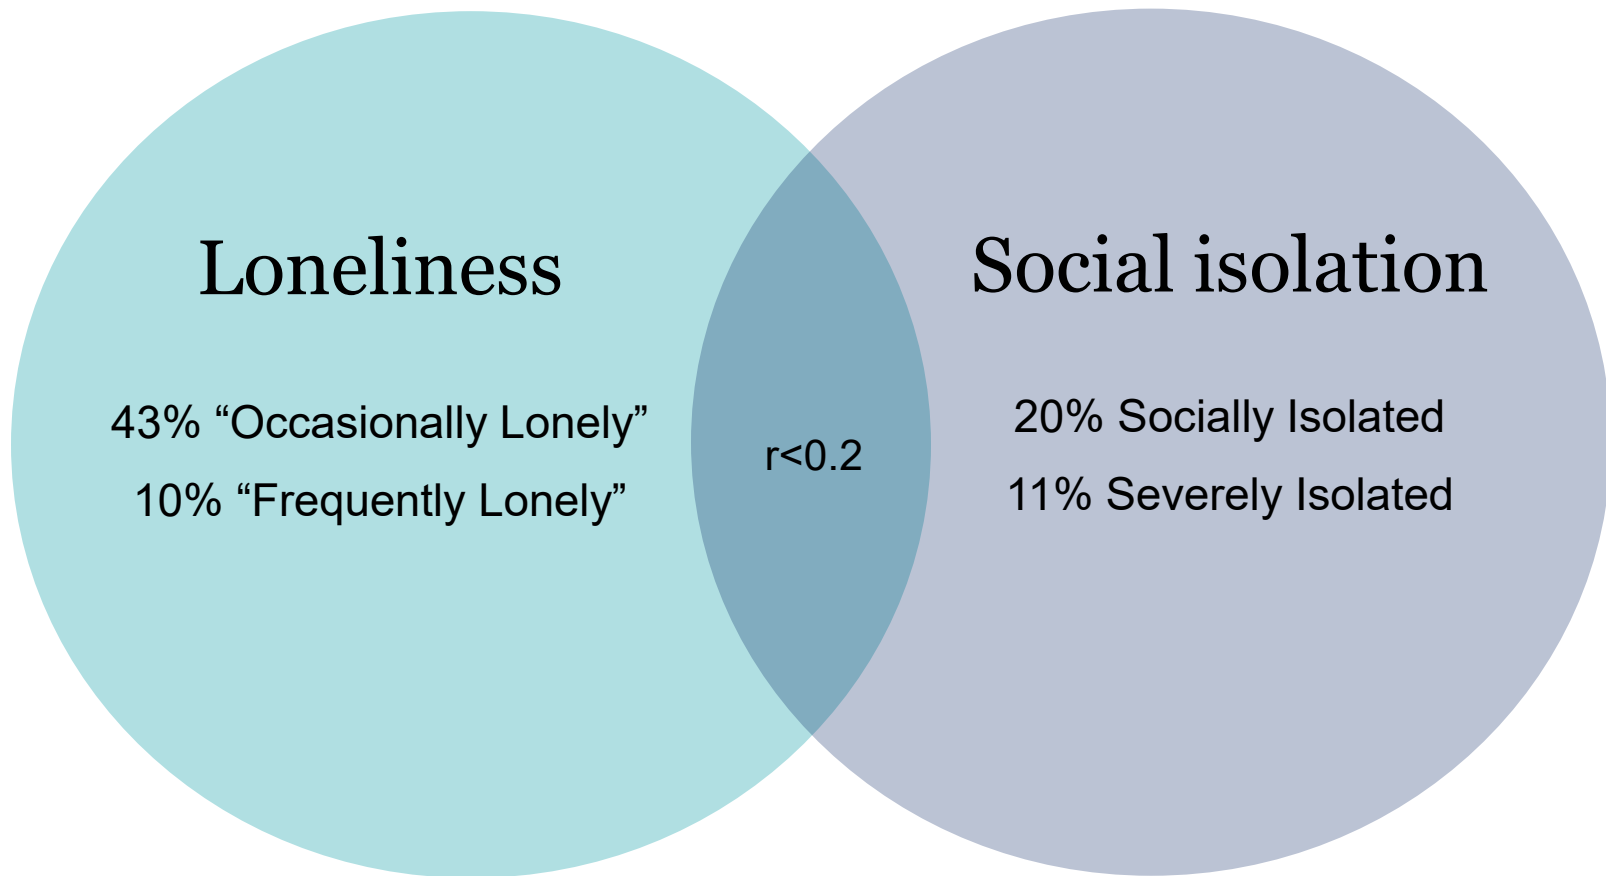 Loneliness
43% “Occasionally Lonely”
10% “Frequently Lonely”
r<0.2
Social isolation
20% Socially Isolated
11% Severely Isolated